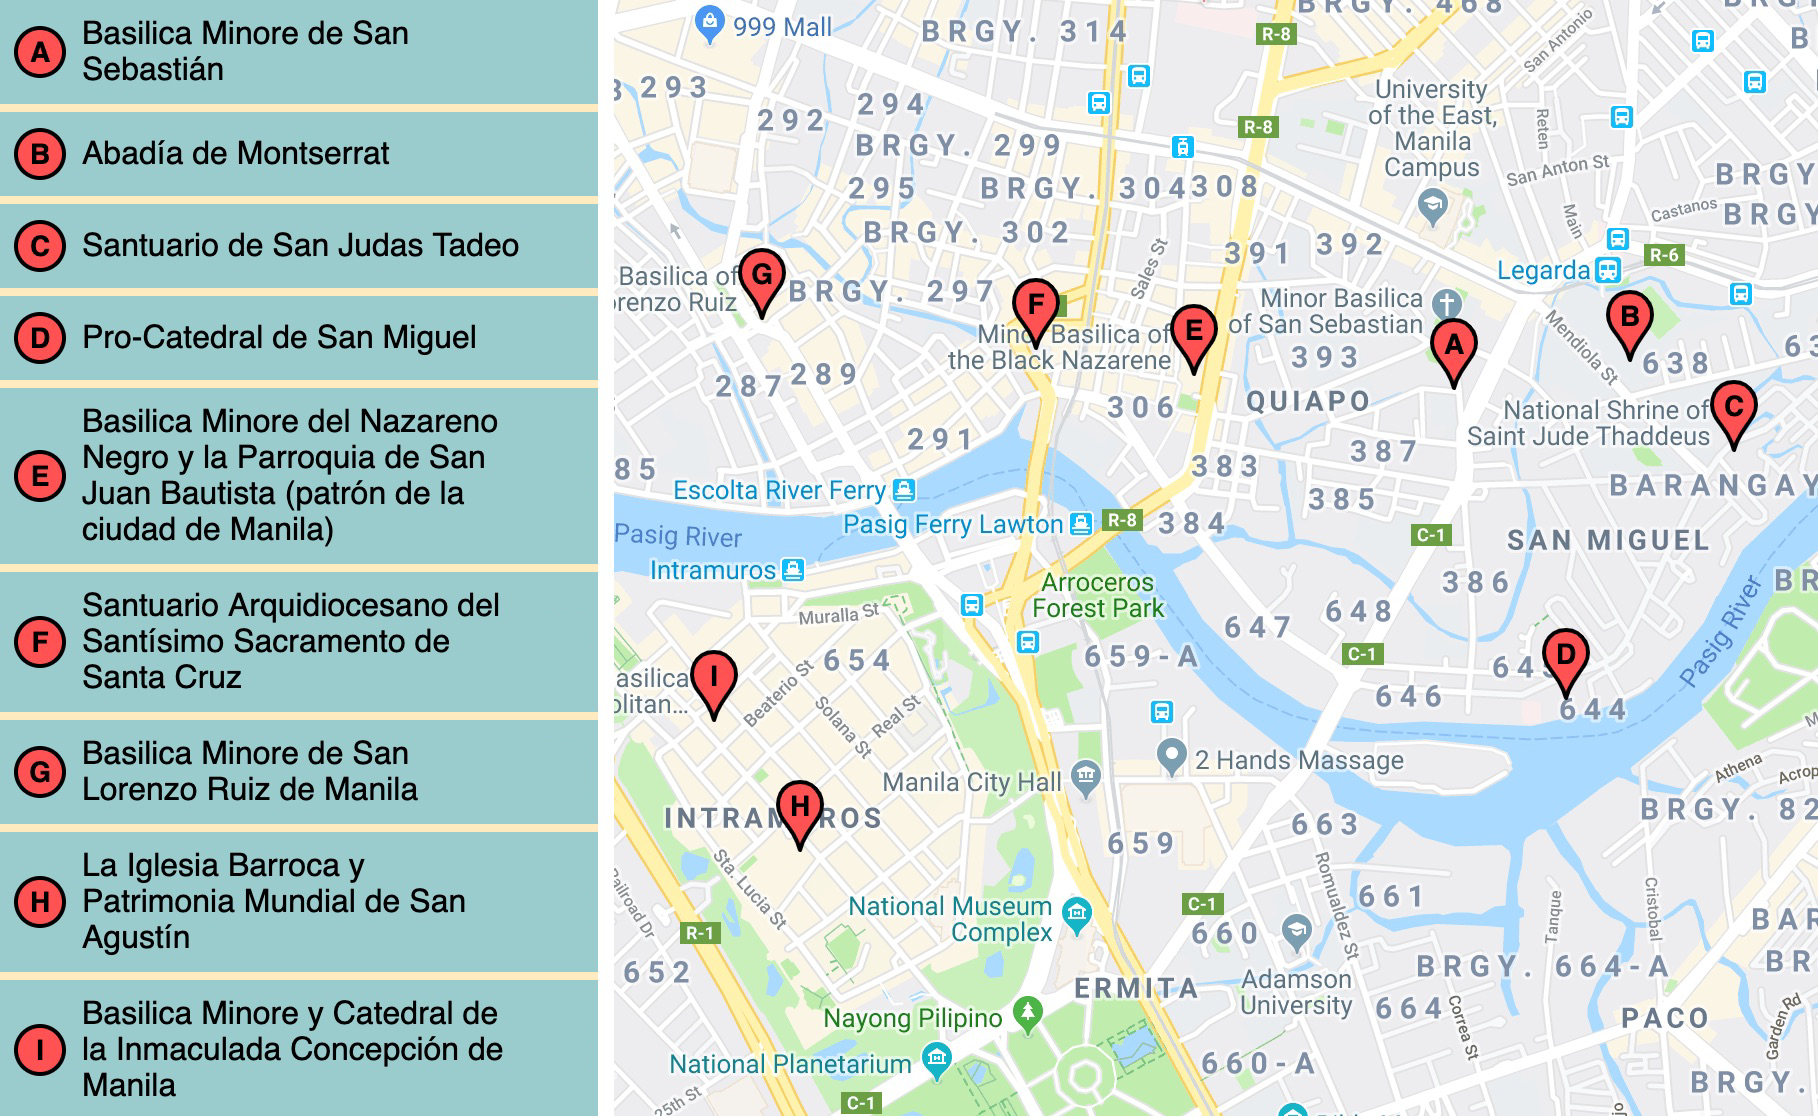 A
Basilica Minore de San
Sebastián
B
Abadía de Montserrat
C
Santuario de San Judas Tadeo
D
Pro-Catedral de San Miguel
E
Basilica Minore del Nazareno
Negro y la Parroquia de San
Juan Bautista (patrón de la
ciudad de Manila)
F
Santuario Arquidiocesano del
Santísimo Sacramento de
Santa Cruz
G
Basilica Minore de San
Lorenzo Ruiz de Manila
H
La Iglesia Barroca y
Patrimonia Mundial de San
Agustín
I
Basilica Minore y Catedral de
la Inmaculada Concepción de
Manila
999 Mall
BRGY. 314
R-8
BRGY. 468
San Antonio
293
294
292
BRGY. 299
R-8
University
of the East,
Manila
Campus
Reten
San Anton St
BRGY
295
BRGY. 304
308
Castanos
BRGY
Main
BRGY. 302
Sales St
391
392
R-6
Legarda
Basilica of
orenzo Ruiz
G
BRGY. 297
F
Minor Basilica of
the Black Nazarene
E
Minor Basilica
of San Sebastian
A
B
Mendiola St
638
63
393
287
289
306
QUIAPO
National Shrine of
Saint Jude Thaddeus
C
291
387
85
383
385
BARANGAY
Escolta River Ferry
Pasig River
Pasig Ferry Lawton
R-8
384
C-1
SAN MIGUEL
Intramuros
Arroceros
Forest Park
386
BR
Muralla St
647
648
Pasig River
654
659-A
C-1
645
D
I
asilica
olitan...
Beaterio St
Solana St
Real St
646
644
Manila City Hall
2 Hands Massage
Athena
Acrop
INTRAMUROS
H
659
663
BRGY. 82
Sta. Lucia St
Railroad Dr
Romualdez St
661
Cristobal
Tanque
R-1
National Museum
Complex
C-1
660
BAR
652
ERMITA
Adamson
University
BRGY. 664-A
BR
Nayong Pilipino
664
Correa St
PACO
Garden Rd
National Planetarium
660-A
BRGY.
25th St
C-1